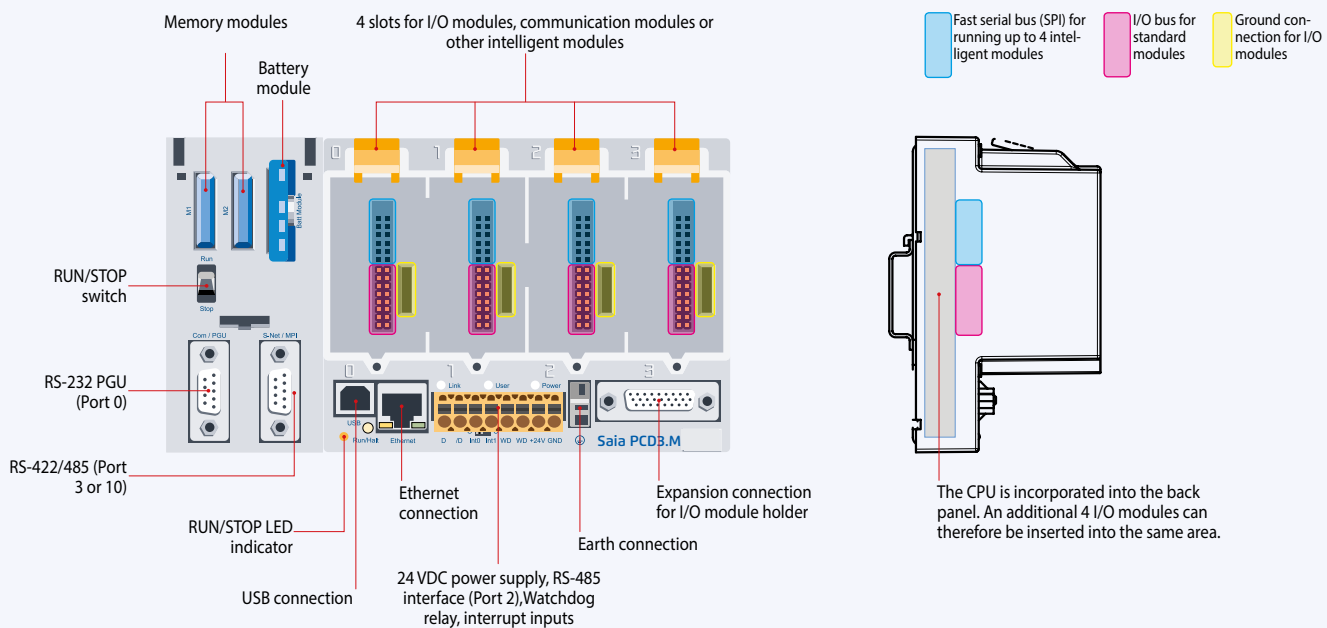 Memory modules
4 slots for I/O modules, communication modules or
other intelligent modules
Fast serial bus (SPI) for
running up to 4 intel-
ligent modules
I/O bus for
standard
modules
Ground con-
nection for I/O
modules
Battery
module
0
1
2
3
M1
M2
Batt Module
RUN/STOP
switch
Run
Stop
Com / PGU
S-Net / MPI
RS-232 PGU
(Port 0)
RS-422/485 (Port
3 or 10)
0
1
2
3
Link
User
Power
USB
Run/Halt
Ethernet
D /D Int0 Int1 WD WD +24V GND
Saia PCD3.M
RUN/STOP LED
indicator
USB connection
Ethernet
connection
24 VDC power supply, RS-485
interface (Port 2),Watchdog
relay, interrupt inputs
Earth connection
Expansion connection
for I/O module holder
The CPU is incorporated into the back
panel. An additional 4 I/O modules can
therefore be inserted into the same area.